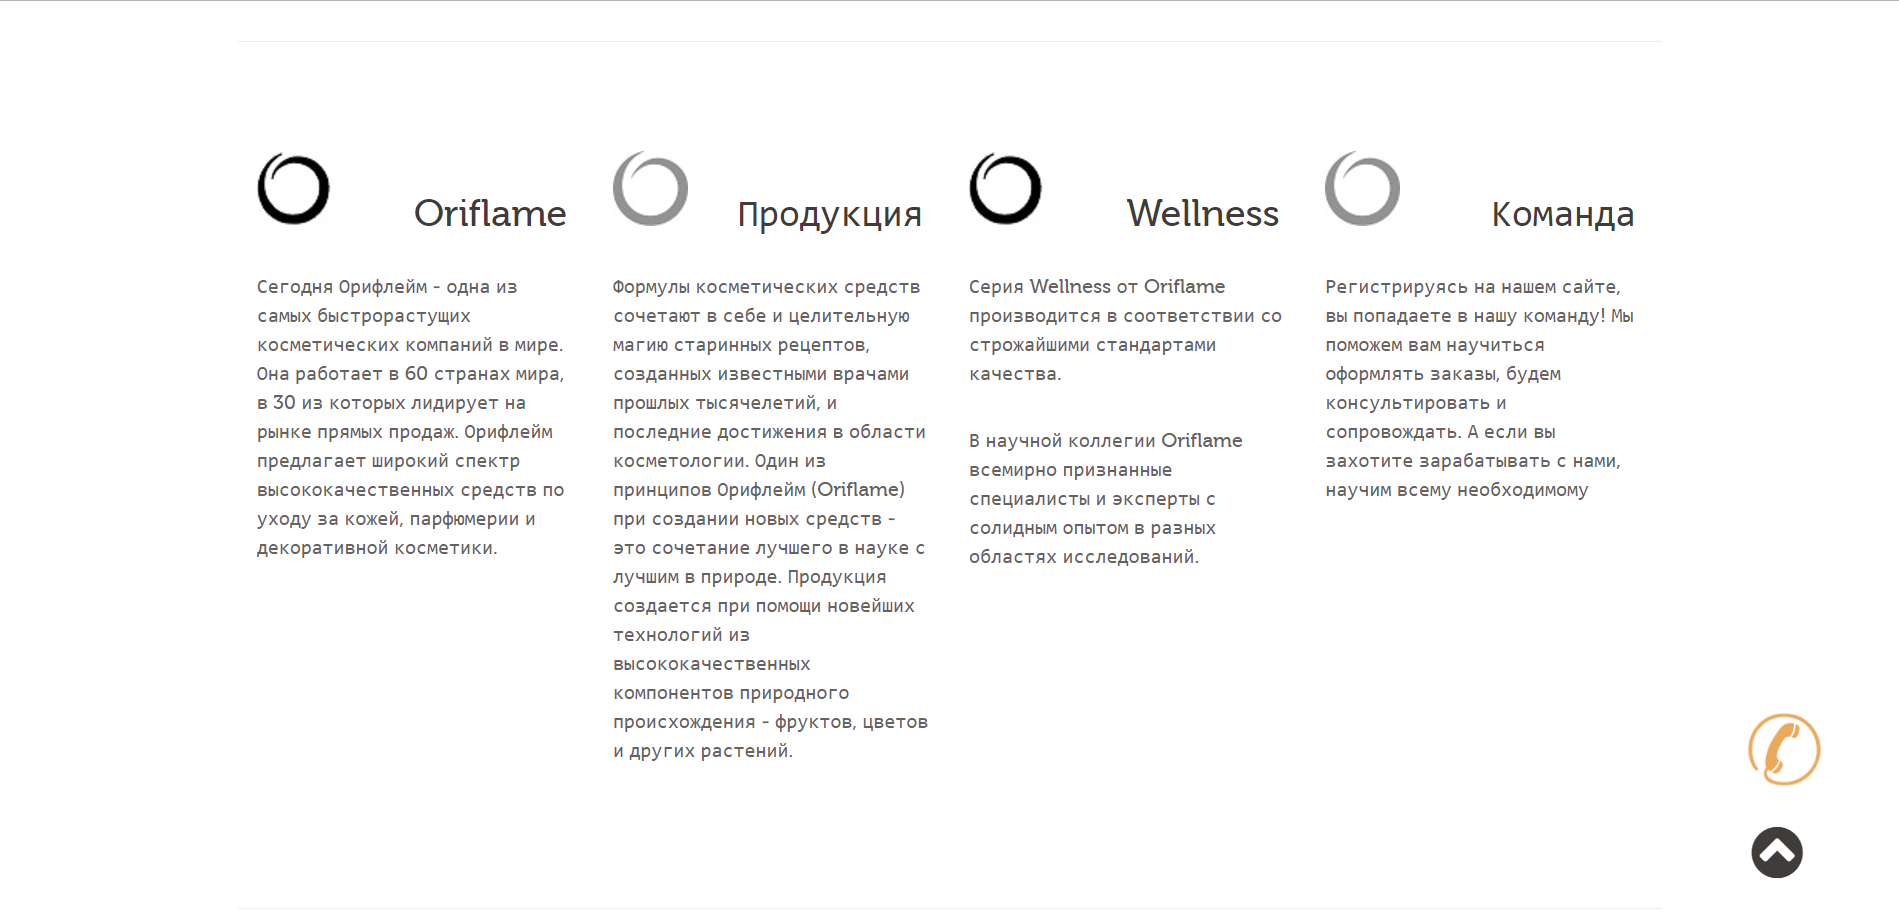 Oriflame
Сегодня Орифлейм - одна из
самых быстрорастущих
косметических компаний в мире.
Она работает в 60 странах мира,
в 30 из которых лидирует на
рынке прямых продаж. Орифлейм
предлагает широкий спектр
высококачественных средств по
уходу за кожей, парфюмерии и
декоративной косметики.
Продукция
Формулы косметических средств
сочетают в себе и целительную
магию старинных рецептов,
созданных известными врачами
прошлых тысячелетий, и
последние достижения в области
косметологии. Один из
принципов Орифлейм (Oriflame)
при создании новых средств -
это сочетание лучшего в науке с
лучшим в природе. Продукция
создается при помощи новейших
технологий из
высококачественных
компонентов природного
происхождения - фруктов, цветов
и других растений.
Wellness
Серия Wellness от Oriflame
производится в соответствии со
строжайшими стандартами
качества.
В научной коллегии Oriflame
всемирно признанные
специалисты и эксперты с
солидным опытом в разных
областях исследований.
Команда
Регистрируясь на нашем сайте,
вы попадаете в нашу команду! Мы
поможем вам научиться
оформлять заказы, будем
консультировать и
сопровождать. А если вы
захотите зарабатывать с нами,
научим всему необходимому